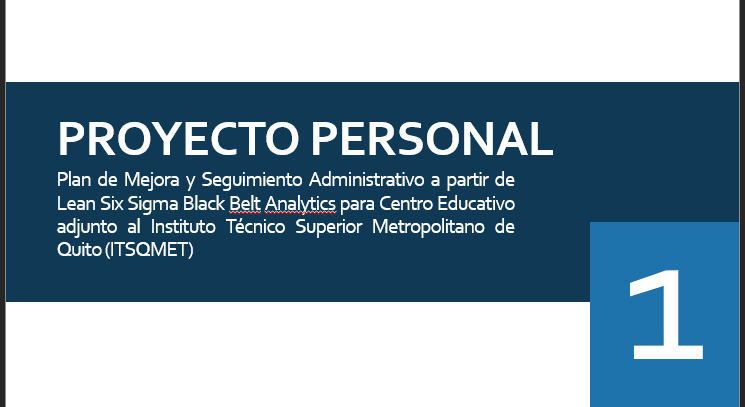 PROYECTO PERSONAL
Plan de Mejora y Seguimiento Administrativo a partir de
Lean Six Sigma Black Belt Analytics para Centro Educativo
adjunto al Instituto Técnico Superior Metropolitano de
Quito (ITSQMET)
1